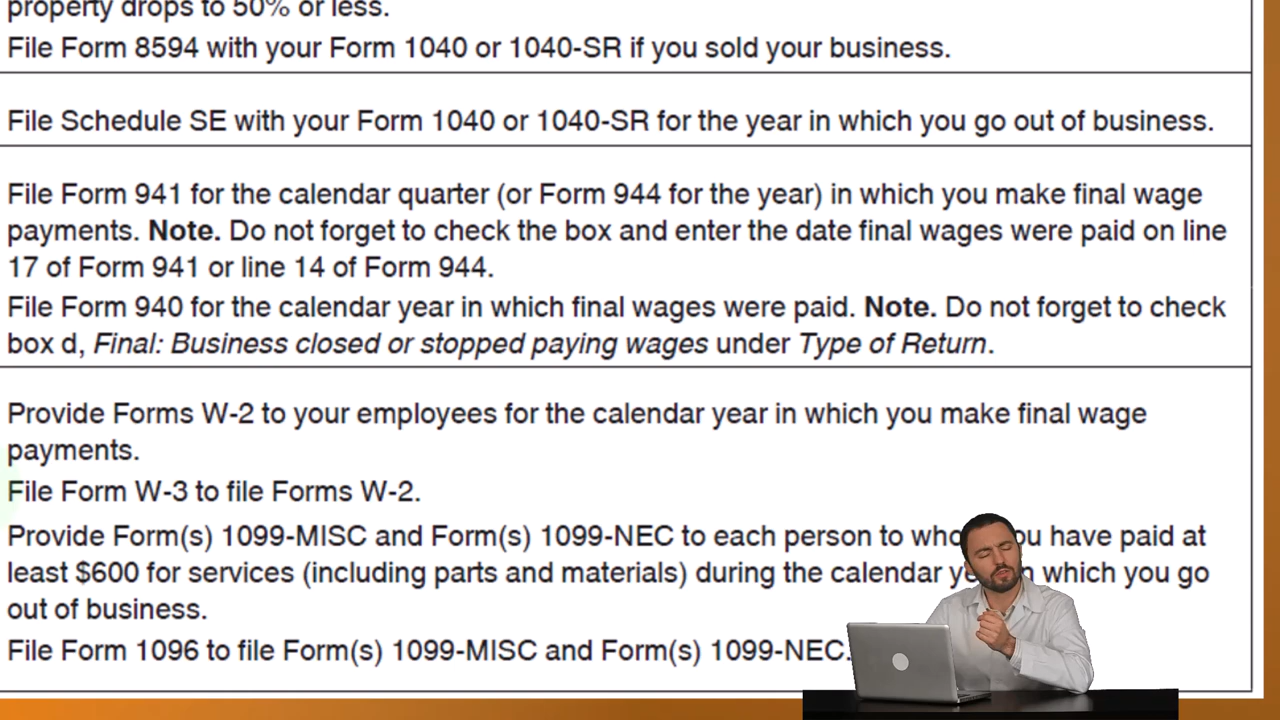 property drops to 50% or less.
File Form 8594 with your Form 1040 or 1040-SR if you sold your business.
File Schedule SE with your Form 1040 or 1040-SR for the year in which you go out of business.
File Form 941 for the calendar quarter (or Form 944 for the year) in which you make final wage
payments. Note. Do not forget to check the box and enter the date final wages were paid on line
17 of Form 941 or line 14 of Form 944.
File Form 940 for the calendar year in which final wages were paid. Note. Do not forget to check
box d, Final: Business closed or stopped paying wages under Type of Return.
Provide Forms W-2 to your employees for the calendar year in which you make final wage
payments.
File Form W-3 to file Forms W-2.
Provide Form(s) 1099-MISC and Form(s) 1099-NEC to each person to you have paid at
least $600 for services (including parts and materials) during the calendar which you go
out of business.
File Form 1096 to file Form(s) 1099-MISC and Form(s) 1099-NEC.